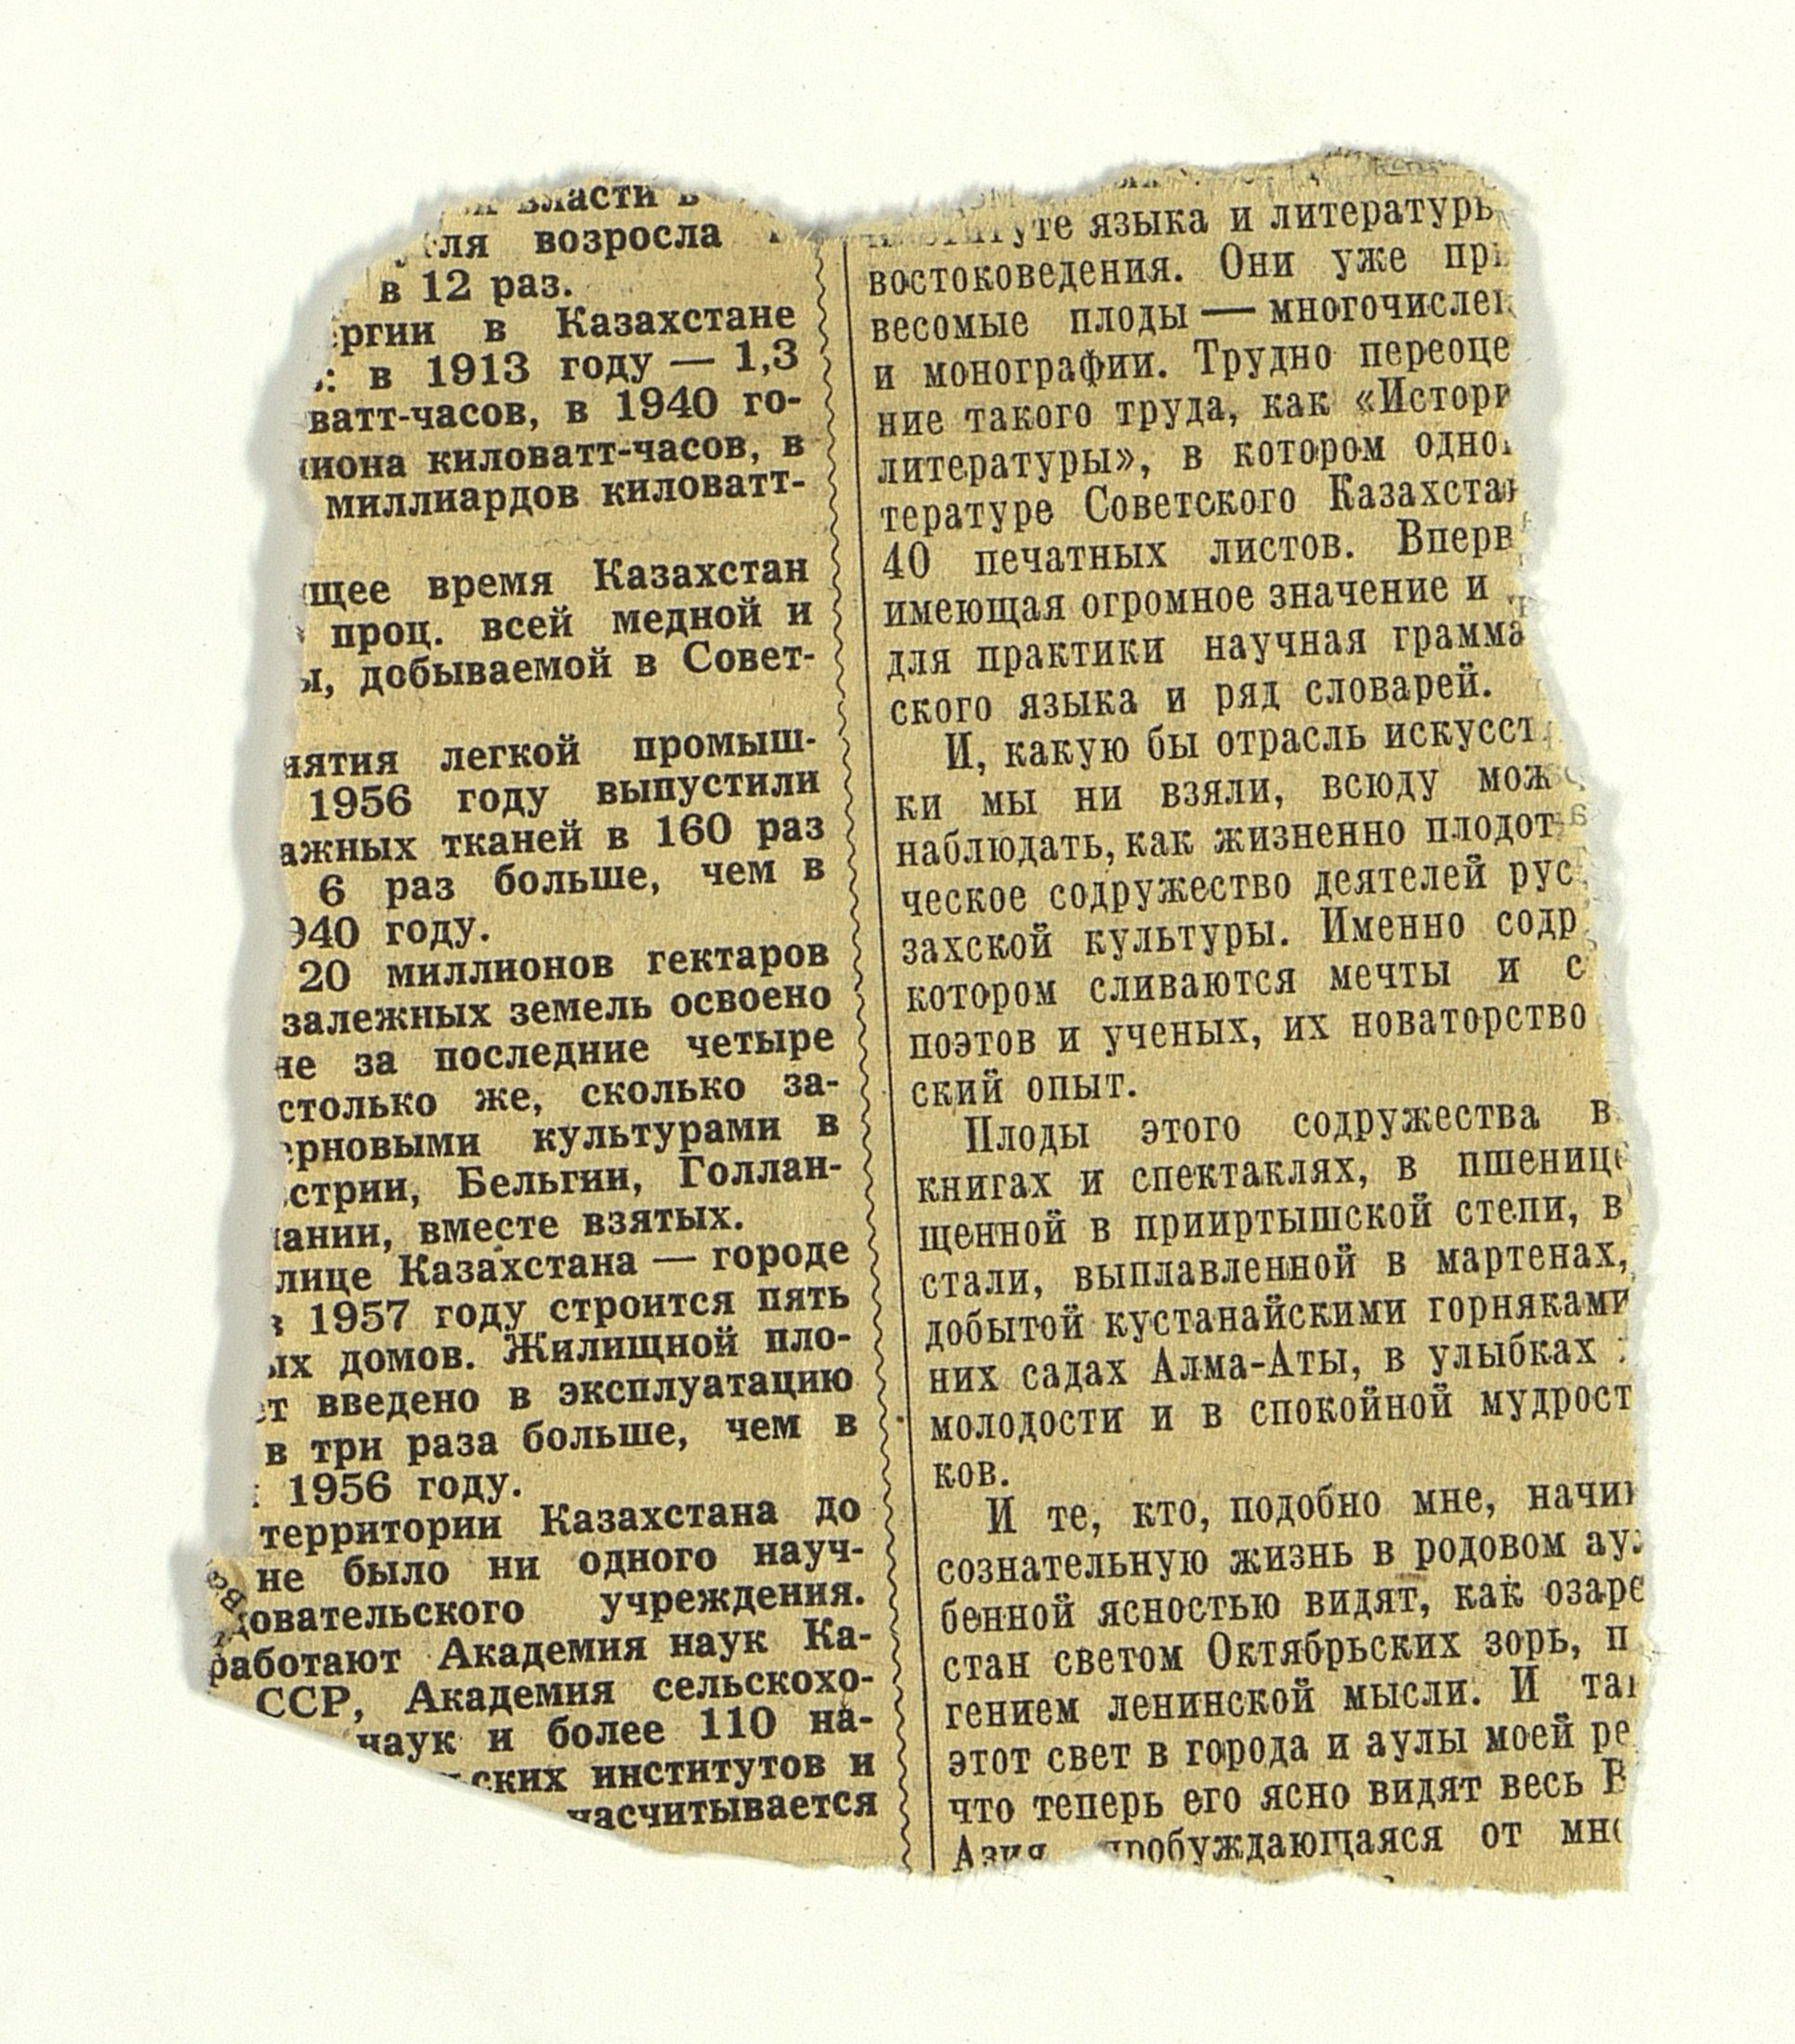 власти в
возросла
в 12 раз.
в Казахстане
в 1913 году — 1,3
ватт-часов, в 1940 го-
киловатт-часов, в
миллиардов киловатт-
время Казахстан
проц. всей медной и
добываемой в Совет-
легкой промыш-
1956 году выпустили
тканей в 160 раз
6 раз больше, чем в
940 году.
20 миллионов гектаров
залежных земель освоено
не за последние четыре
столько же, сколько за-
ерновыми культурами в
стрии, Бельгии, Голлан-
ании, вместе взятых.
лице Казахстана — городе
в 1957 году строится пять
ых домов. Жилищной пло-
ет введено в эксплуатацию
в три раза больше, чем в
1956 году.
территории Казахстана до
не было ни одного науч-
довательского учреждения.
работают Академия наук Ка-
ССР, Академия сельскохо-
наук и более 110 на-
ских институтов и
насчитывается
языка и литературы
востоковедения. Они уже пр
весомые плоды — многочислен
и монографии. Трудно переоце
ние такого труда, как «Истори
литературы», в котором одно
тературе Советского Казахстан
40 печатных листов. Вперв
имеющая огромное значение и
для практики научная грамма
ского языка и ряд словарей.
И, какую бы отрасль искусст
ки мы ни взяли, всюду мож
наблюдать, как жизненно плодот
ческое содружество деятелей рус
захской культуры. Именно содр
котором сливаются мечты и с
поэтов и ученых, их новаторство
ский опыт.
Плоды этого содружества в
книгах и спектаклях, в пшенице
щенной в прииртышской степи, в
стали, выплавленной в мартенах,
добытой кустанайскими горняками
них садах Алма-Аты, в улыбках
молодости и в спокойной мудрост
ков.
И те, кто, подобно мне, начин
сознательную жизнь в родовом аул
бенной ясностью видят, как озаре
стан светом Октябрьских зорь, п
гением ленинской мысли. И так
этот свет в города и аулы моей ре
что теперь его ясно видят весь В
Азия, пробуждающаяся от мно